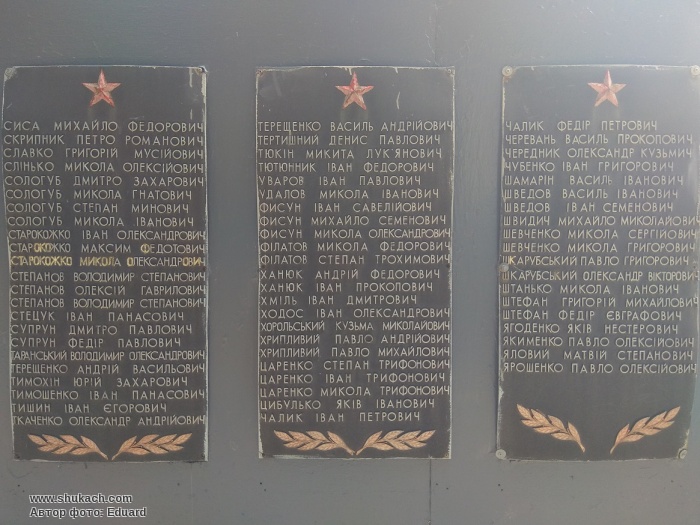 СИСА МИХАЙЛО ФЕДОРОВИЧ
СКРИПНИК ПЕТРО РОМАНОВИЧ
СЛАВКО ГРИГОРІЙ МУСІЙОВИЧ
СЛІНЬКО МИКОЛА ОЛЕКСІЙОВИЧ
СОЛОГУБ ДМИТРО ЗАХАРОВИЧ
СОЛОГУБ МИКОЛА ГНАТОВИЧ
СОЛОГУБ СТЕПАН МИНОВИЧ
СОЛОГУБ МИКОЛА ІВАНОВИЧ
СТАРОКОЖКО ІВАН ОЛЕКСАНДРОВИЧ
СТАРОКОЖКО МАКСИМ ФЕДОТОВИЧ
СТАРОКОЖКО МИКОЛА ОЛЕКСАНДРОВИЧ
СТЕПАНОВ ВОЛОДИМИР СТЕПАНОВИЧ
СТЕПАНОВ ОЛЕКСІЙ ГАВРИЛОВИЧ
СТЕПАНОВ ВОЛОДИМИР СТЕПАНОВИЧ
СТЕЦУК ІВАН ПАНАСОВИЧ
СУПРУН ДМИТРО ПАВЛОВИЧ
СУПРУН ФЕДІР ПАВЛОВИЧ
ТАРАНСЬКИЙ ВОЛОДИМИР ОЛЕКСАНДРОВИЧ
ТЕРЕЩЕНКО АНДРІЙ ВАСИЛЬОВИЧ
ТИМОХІН ЮРІЙ ЗАХАРОВИЧ
ТИМОШЕНКО ІВАН ПАНАСОВИЧ
ТИШИН ІВАН ЄГОРОВИЧ
ТКАЧЕНКО ОЛЕКСАНДР АНДРІЙОВИЧ
ТЕРЕЩЕНКО ВАСИЛЬ АНДРІЙОВИЧ
ТЕРТИШНИЙ ДЕНИС ПАВЛОВИЧ
ТЮКІН МИКИТА ЛУК'ЯНОВИЧ
ТЮТЮННИК ІВАН ФЕДОРОВИЧ
УВАРОВ ІВАН ПАВЛОВИЧ
УДАЛОВ МИКОЛА ІВАНОВИЧ
ФИСУН ІВАН САВЕЛІЙОВИЧ
ФИСУН МИХАЙЛО СЕМЕНОВИЧ
ФИСУН МИКОЛА ОЛЕКСАНДРОВИЧ
ФІЛАТОВ МИКОЛА ФЕДОРОВИЧ
ФІЛАТОВ СТЕПАН ТРОХИМОВИЧ
ХАНЮК АНДРІЙ ФЕДОРОВИЧ
ХАНЮК ІВАН ПРОКОПОВИЧ
ХМІЛЬ ІВАН ДМИТРОВИЧ
ХОДОС ІВАН ОЛЕКСАНДРОВИЧ
ХОРОЛЬСЬКИЙ КУЗЬМА МИКОЛАЙОВИЧ
ХРИПЛИВИЙ ПАВЛО АНДРІЙОВИЧ
ХРИПЛИВИЙ ПАВЛО МИХАЙЛОВИЧ
ЦАРЕНКО СТЕПАН ТРИФОНОВИЧ
ЦАРЕНКО ІВАН ТРИФОНОВИЧ
ЦАРЕНКО МИКОЛА ТРИФОНОВИЧ
ЦИБУЛЬКО ЯКІВ ІВАНОВИЧ
ЧАЛИК ІВАН ПЕТРОВИЧ
ЧАЛИК ФЕДІР ПЕТРОВИЧ
ЧЕРЕВАНЬ ВАСИЛЬ ПРОКОПОВИЧ
ЧЕРЕДНИК ОЛЕКСАНДР КУЗЬМИЧ
ЧУБЕНКО ІВАН ГРИГОРОВИЧ
ШАМАРІН ВАСИЛЬ ІВАНОВИЧ
ШВЕДОВ ВАСИЛЬ ІВАНОВИЧ
ШВЕДОВ ІВАН СЕМЕНОВИЧ
ШВИДИЧ МИХАЙЛО МИКОЛАЙОВИЧ
ШЕВЧЕНКО МИКОЛА СЕРГІЙОВИЧ
ШЕВЧЕНКО МИКОЛА ГРИГОРОВИЧ
ШКАРУБСЬКИЙ ПАВЛО ГРИГОРОВИЧ
ШКАРУБСЬКИЙ ОЛЕКСАНДР ВІКТОРОВИЧ
ШТАНЬКО МИКОЛА ІВАНОВИЧ
ШТЕФАН ГРИГОРІЙ МИХАЙЛОВИЧ
ШТЕФАН ФЕДІР ЄВГРАФОВИЧ
ЯГОДЕНКО ЯКІВ НЕСТЕРОВИЧ
ЯКИМЕНКО ПАВЛО ОЛЕКСІЙОВИЧ
ЯЛОВИЙ МАТВІЙ СТЕПАНОВИЧ
ЯРОШЕНКО ПАВЛО ОЛЕКСІЙОВИЧ
www.shukach.com
Автор фото: Eduard